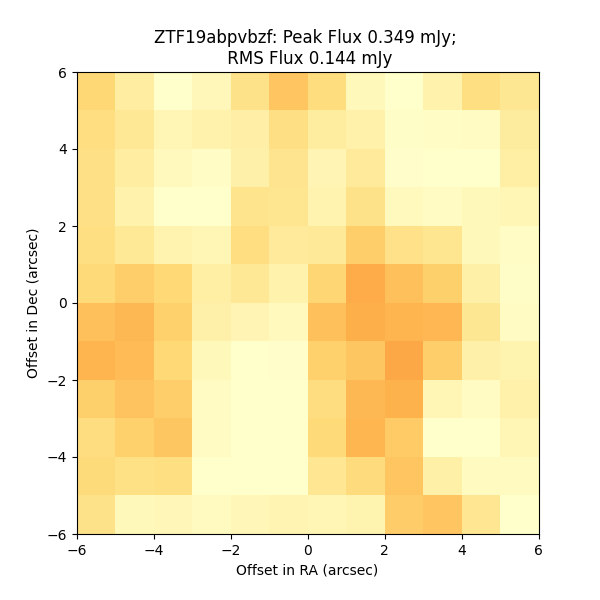 ZTF19abpvbzf: Peak Flux 0.349 mJy;
RMS Flux 0.144 mJy
6
4
2
0
−2
−4
−6
Offset in Dec (arcsec)
−6 −4 −2 0 2 4 6
Offset in RA (arcsec)